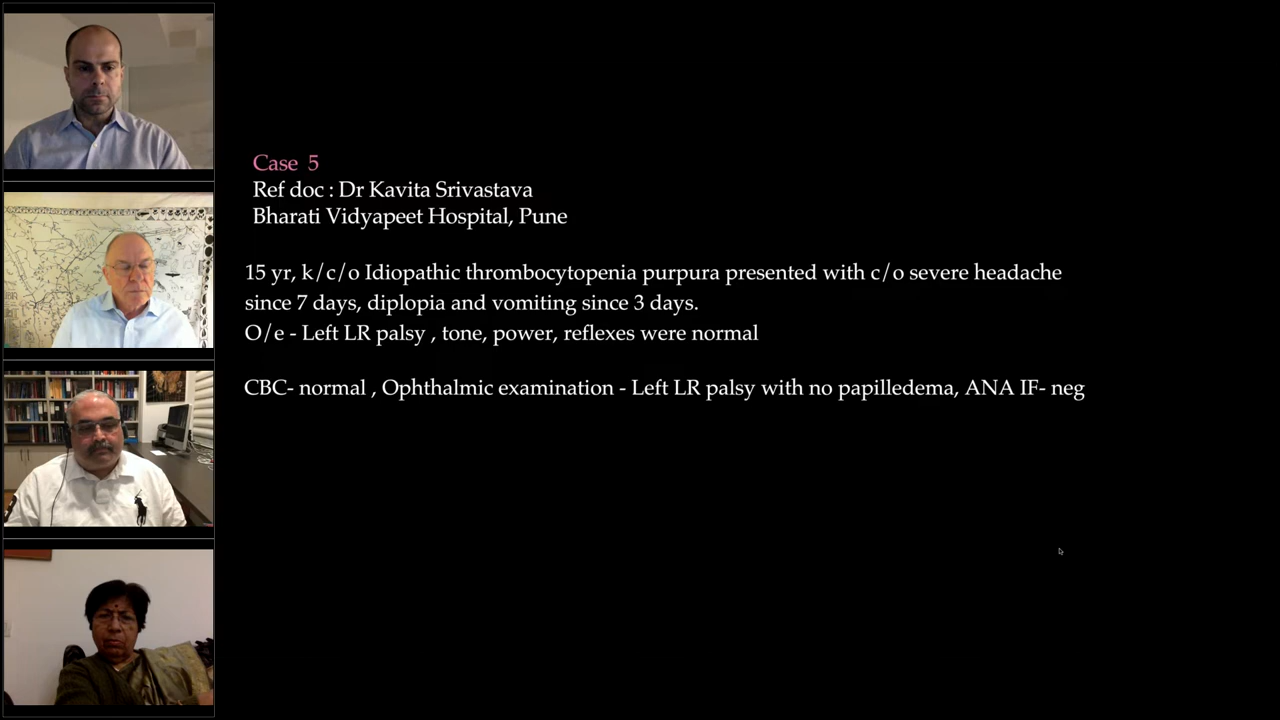 Case 5
Ref doc : Dr Kavita Srivastava
Bharati Vidyapeet Hospital, Pune
15 yr, k/c/o Idiopathic thrombocytopenia purpura presented with c/o severe headache
since 7 days, diplopia and vomiting since 3 days.
O/e - Left LR palsy , tone, power, reflexes were normal
CBC- normal , Ophthalmic examination - Left LR palsy with no papilledema, ANA IF- neg